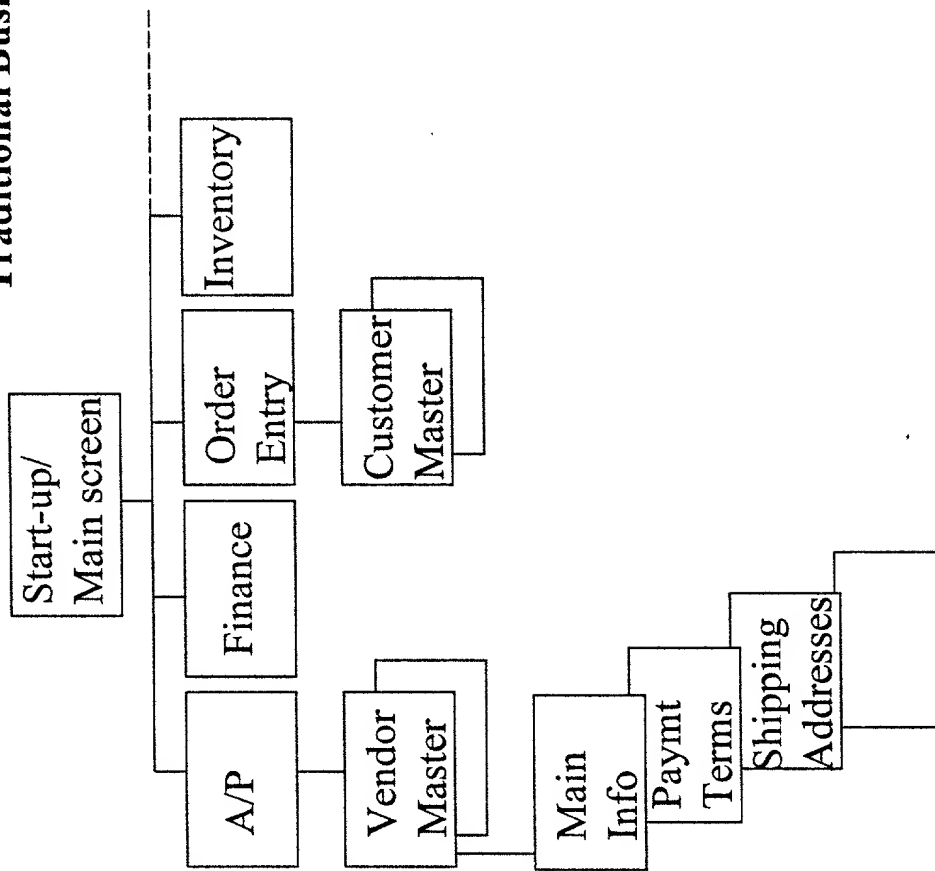 Traditional
Start-up/
Main screen
A/P
Finance
Order
Entry
Inventory
Vendor
Master
Customer
Master
Main
Info
Paymt
Terms
Shipping
Addresses